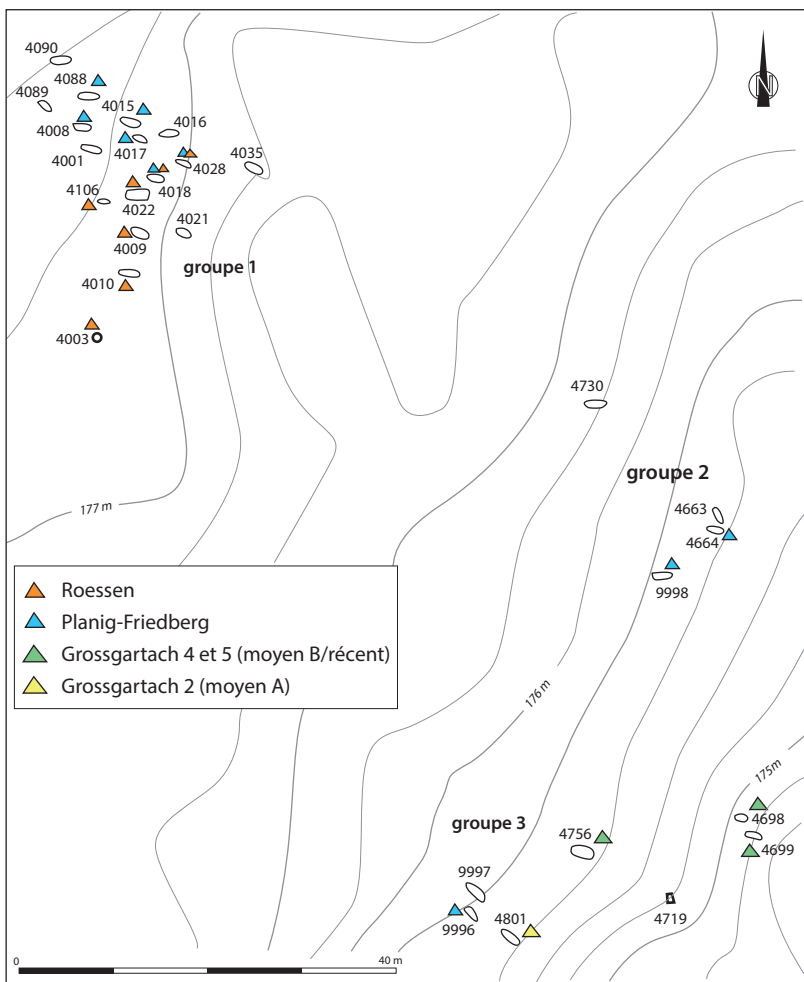 4090
N
4088
4089
4015
4008
4016
4001
4017
4035
4028
4106
4018
4022
4021
4009
groupe 1
4010
4003
4730
groupe 2
4663
4664
9998
177 m
Roessen
Planig-Friedberg
Grossgartach 4 et 5 (moyen B/récent)
Grossgartach 2 (moyen A)
176 m
175m
groupe 3
4756
4698
4699
9997
9996
4801
4719
0
40 m